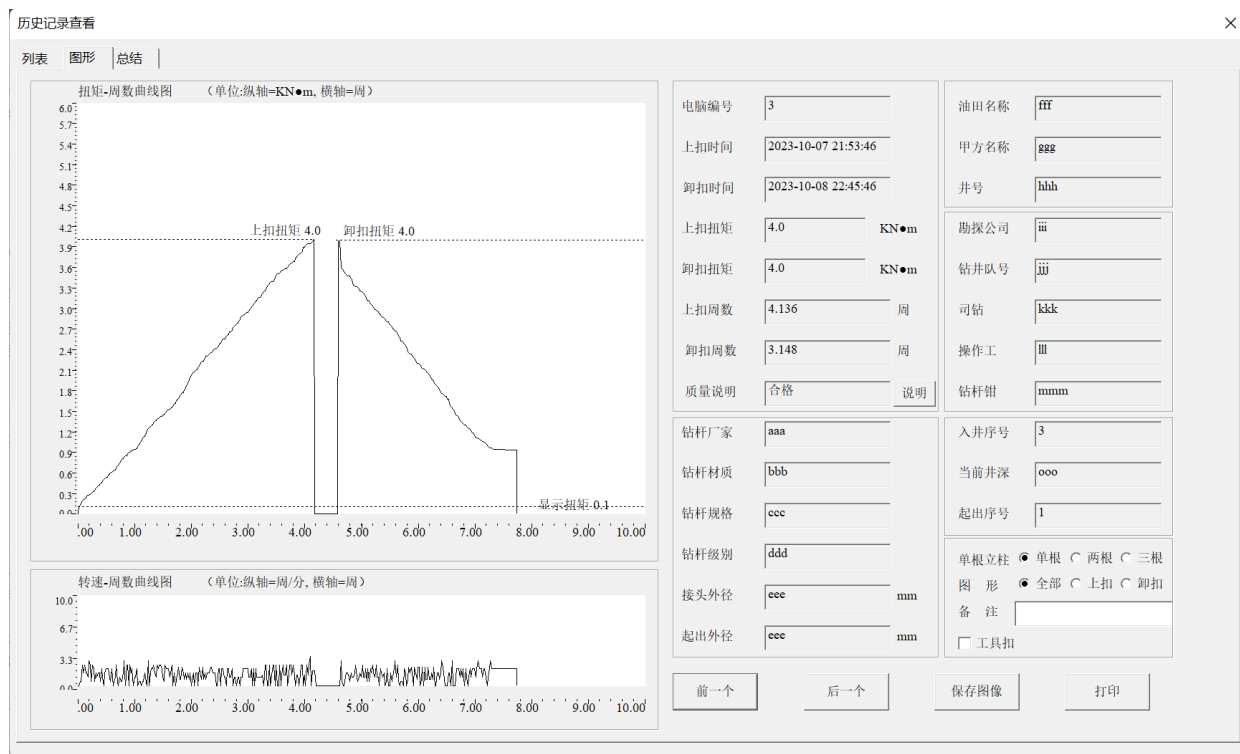 历史记录查看
列表 图形 总结
扭矩-周数曲线图 （单位:纵轴=KN●m, 横轴=周）
6.0
5.7
5.4
5.1
4.8
4.5
4.2
3.9
3.6
3.3
3.0
2.7
2.4
2.1
1.8
1.5
1.2
0.9
0.6
0.3
0.0
上扣扭矩 4.0 卸扣扭矩 4.0
显示扭矩 0.1
.00 1.00 2.00 3.00 4.00 5.00 6.00 7.00 8.00 9.00 10.00
转速-周数曲线图 （单位:纵轴=周/分, 横轴=周）
10.0
6.7
3.3
0.0
.00 1.00 2.00 3.00 4.00 5.00 6.00 7.00 8.00 9.00 10.00
电脑编号 3
上扣时间 2023-10-07 21:53:46
卸扣时间 2023-10-08 22:45:46
上扣扭矩 4.0 KN●m
卸扣扭矩 4.0 KN●m
上扣周数 4.136 周
卸扣周数 3.148 周
质量说明 合格 说明
钻杆厂家 aaa
钻杆材质 bbb
钻杆规格 ccc
钻杆级别 ddd
接头外径 eee mm
起出外径 eee mm
油田名称 fff
甲方名称 ggg
井号 hhh
勘探公司 iii
钻井队号 jjj
司钻 kkk
操作工 lll
钻杆钳 mmm
入井序号 3
当前井深 ooo
起出序号 1
单根立柱 单根 两根 三根
图 形 全部 上扣 卸扣
备 注
工具扣
前一个 后一个 保存图像 打印